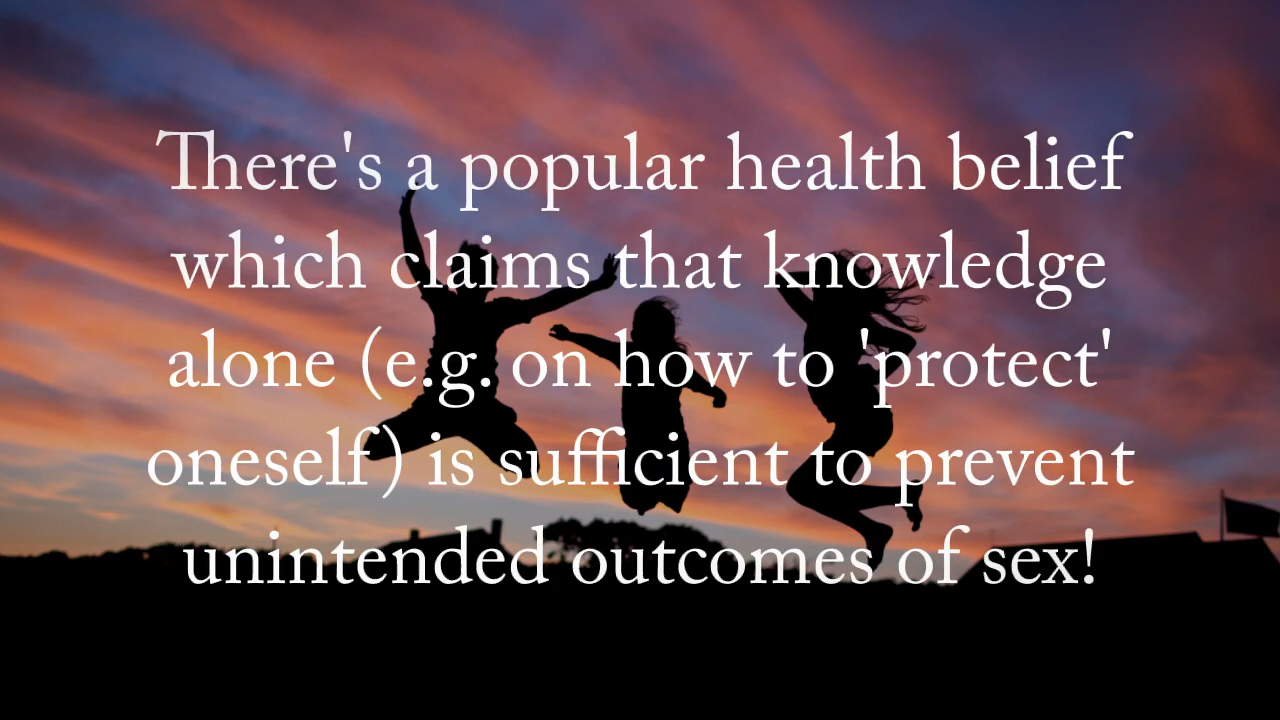 There's a popular health belief
which claims that knowledge
alone (e.g. on how to 'protect'
oneself) is sufficient to prevent
unintended outcomes of sex!